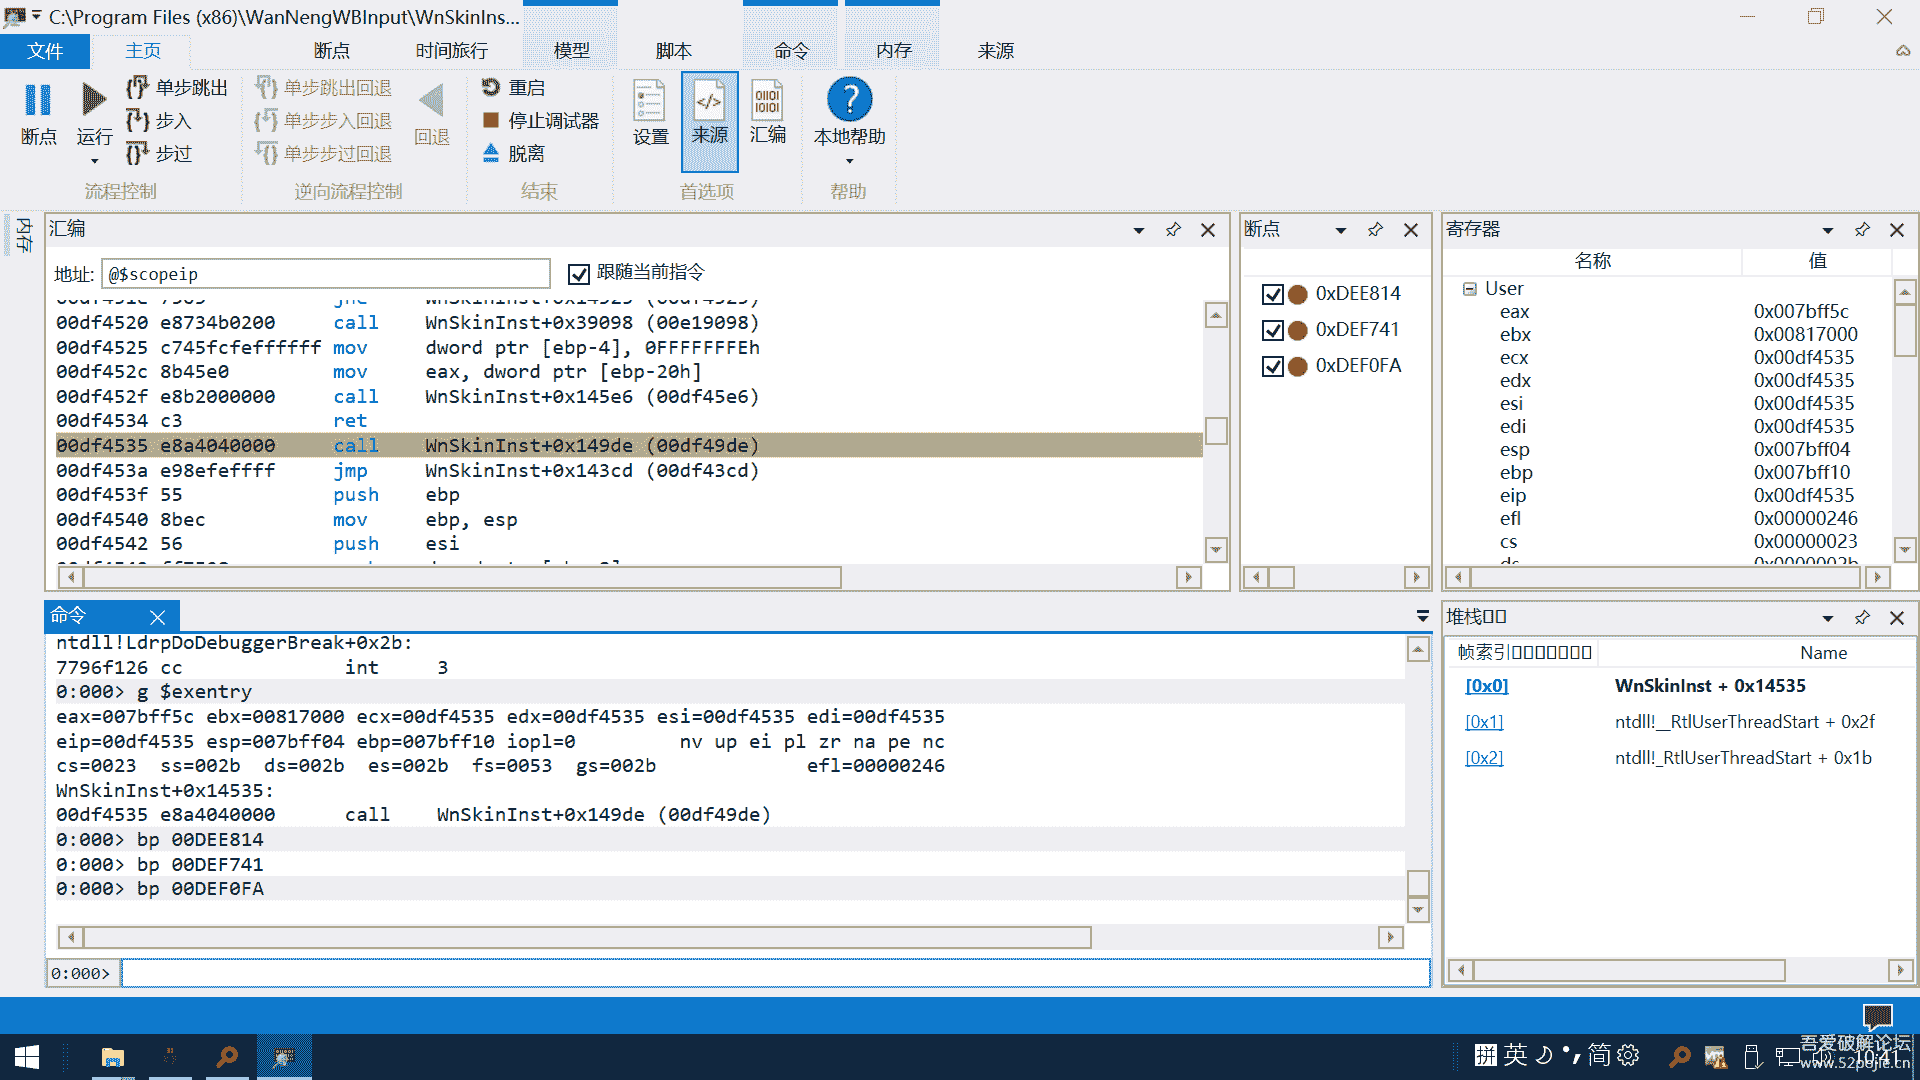 C:\Program Files (x86)\WanNengWBInput\WnSkinIns...
文件 主页 断点 时间旅行 模型 脚本 命令 内存 来源
断点 运行 单步跳出 步入 步过
流程控制
单步跳出回退 单步步入回退 单步步过回退 回退
逆向流程控制
重启 停止调试器 脱离
结束
设置 来源 汇编
首选项
本地帮助
帮助
内存
汇编
地址: @$scopeip 跟随当前指令
00df4520 e8734b0200 call WnSkinInst+0x39098 (00e19098)
00df4525 c745fcfeffffff mov dword ptr [ebp-4], 0FFFFFFFEh
00df452c 8b45e0 mov eax, dword ptr [ebp-20h]
00df452f e8b2000000 call WnSkinInst+0x145e6 (00df45e6)
00df4534 c3 ret
00df4535 e8a4040000 call WnSkinInst+0x149de (00df49de)
00df453a e98efeffff jmp WnSkinInst+0x143cd (00df43cd)
00df453f 55 push ebp
00df4540 8bec mov ebp, esp
00df4542 56 push esi
断点
0xDEE814
0xDEF741
0xDEF0FA
寄存器
名称 值
User
eax 0x007bff5c
ebx 0x00817000
ecx 0x00df4535
edx 0x00df4535
esi 0x00df4535
edi 0x00df4535
esp 0x007bff04
ebp 0x007bff10
eip 0x00df4535
efl 0x00000246
cs 0x00000023
命令
ntdll!LdrpDoDebuggerBreak+0x2b:
7796f126 cc int 3
0:000> g $exentry
eax=007bff5c ebx=00817000 ecx=00df4535 edx=00df4535 esi=00df4535 edi=00df4535
eip=00df4535 esp=007bff04 ebp=007bff10 iopl=0 nv up ei pl zr na pe nc
cs=0023 ss=002b ds=002b es=002b fs=0053 gs=002b efl=00000246
WnSkinInst+0x14535:
00df4535 e8a4040000 call WnSkinInst+0x149de (00df49de)
0:000> bp 00DEE814
0:000> bp 00DEF741
0:000> bp 00DEF0FA
0:000>
堆栈
帧索引 Name
[0x0] WnSkinInst + 0x14535
[0x1] ntdll!__RtlUserThreadStart + 0x2f
[0x2] ntdll!_RtlUserThreadStart + 0x1b
拼 英 简
10:41
吾爱破解论坛
www.52pojie.cn